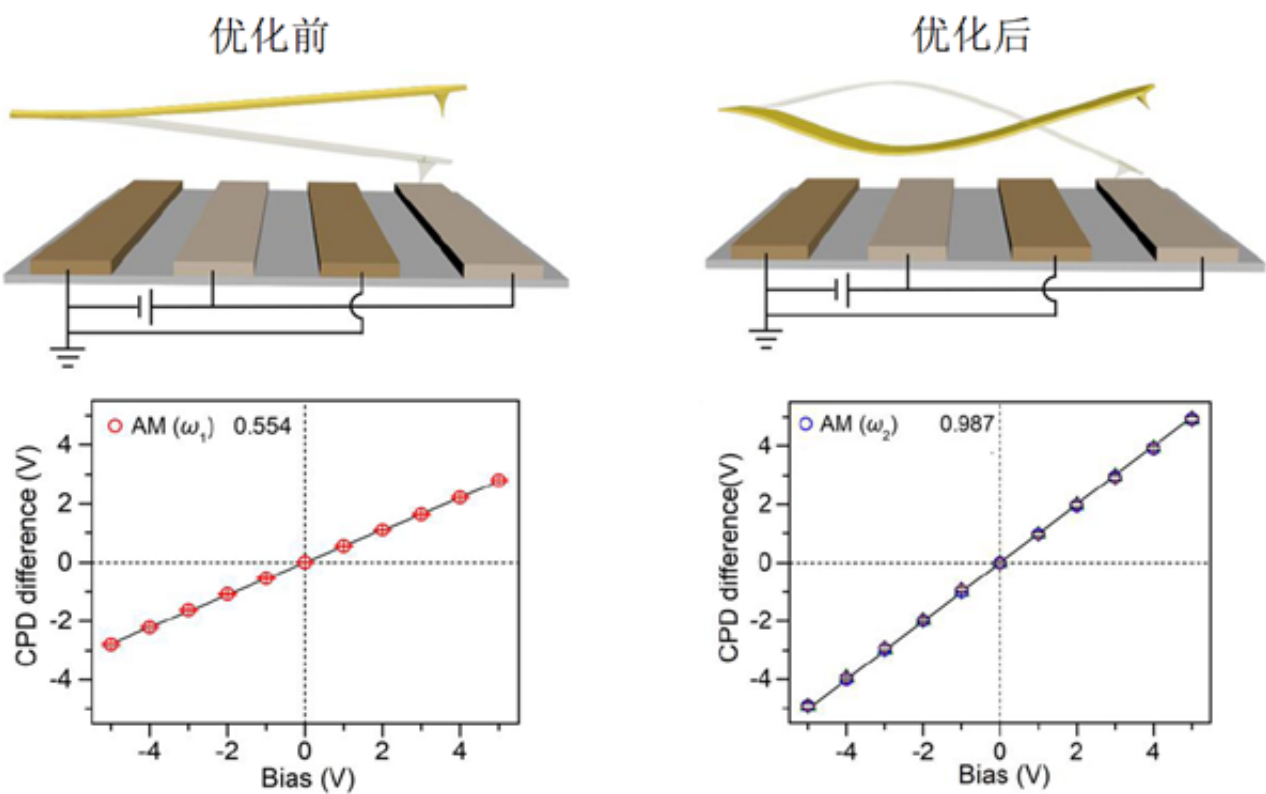 优化前
优化后
AM (ω₁) 0.554
CPD difference (V)
4
2
0
-2
-4
-4 -2 0 2 4
Bias (V)
AM (ω₂) 0.987
CPD difference(V)
4
2
0
-2
-4
-4 -2 0 2 4
Bias (V)